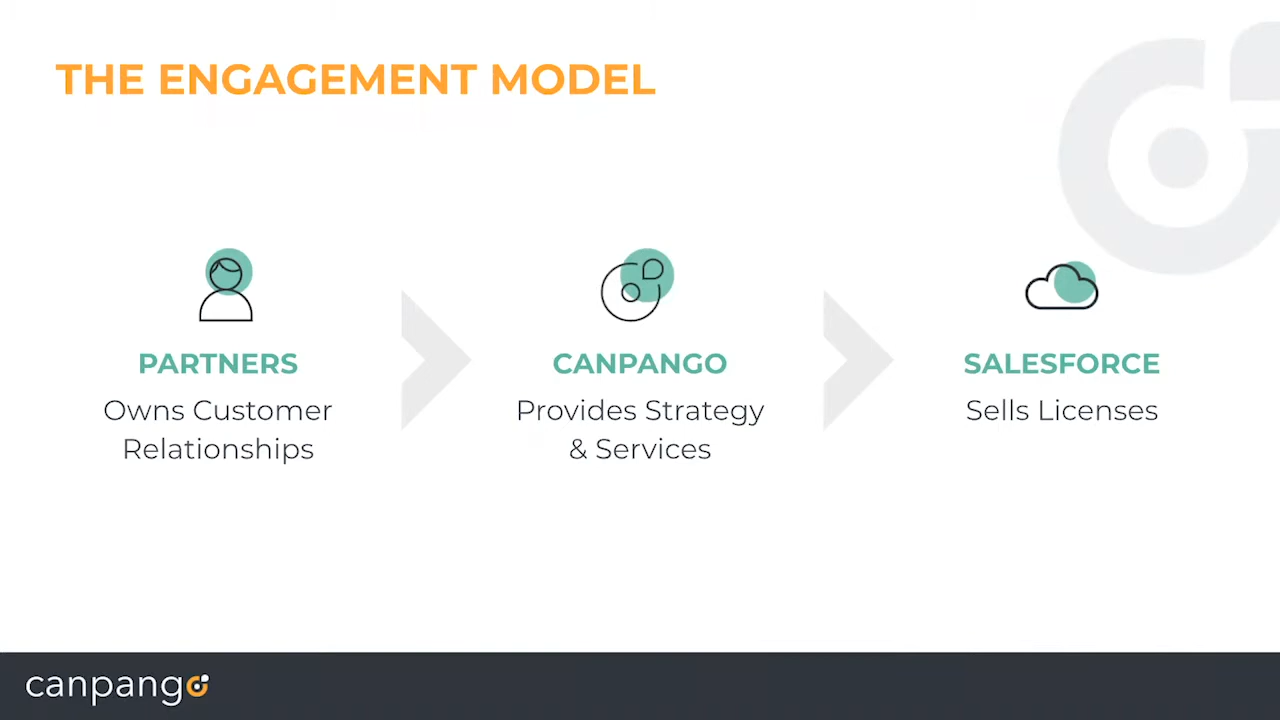 THE ENGAGEMENT MODEL
PARTNERS
Owns Customer
Relationships
CANPANGO
Provides Strategy
& Services
SALESFORCE
Sells Licenses
canpango